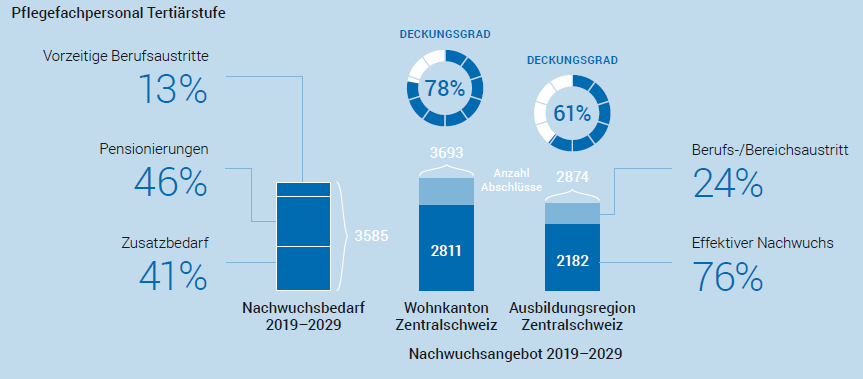 Pflegefachpersonal Tertiärstufe
Vorzeitige Berufsaustritte
13%
Pensionierungen
46%
Zusatzbedarf
41%
3585
Nachwuchsbedarf
2019–2029
DECKUNGSGRAD
78%
3693
Anzahl
Abschlüsse
2811
Wohnkanton
Zentralschweiz
DECKUNGSGRAD
61%
2874
2182
Ausbildungsregion
Zentralschweiz
Nachwuchsangebot 2019–2029
Berufs-/Bereichsaustritt
24%
Effektiver Nachwuchs
76%